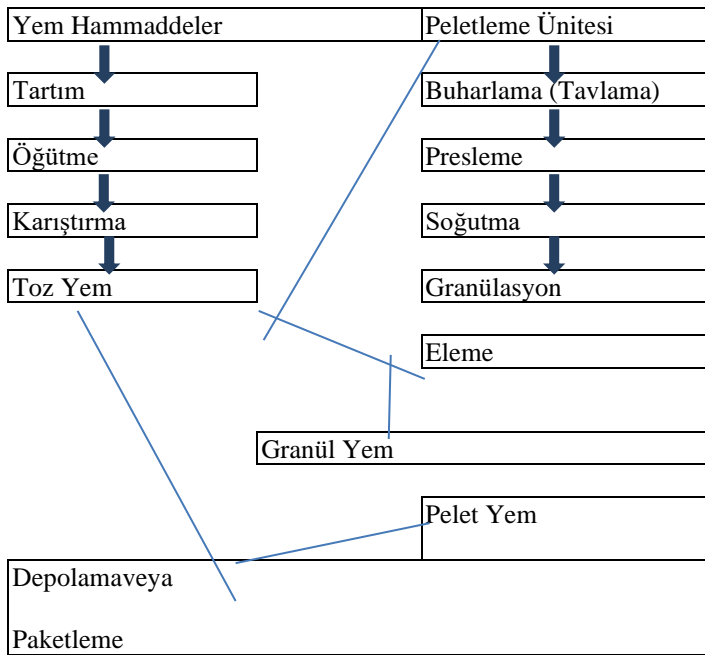 Yem Hammaddeler
Peletleme Ünitesi
Tartım
Buharlama (Tavlama)
Öğütme
Presleme
Karıştırma
Soğutma
Toz Yem
Granülasyon
Eleme
Granül Yem
Pelet Yem
Depolamaveya
Paketleme